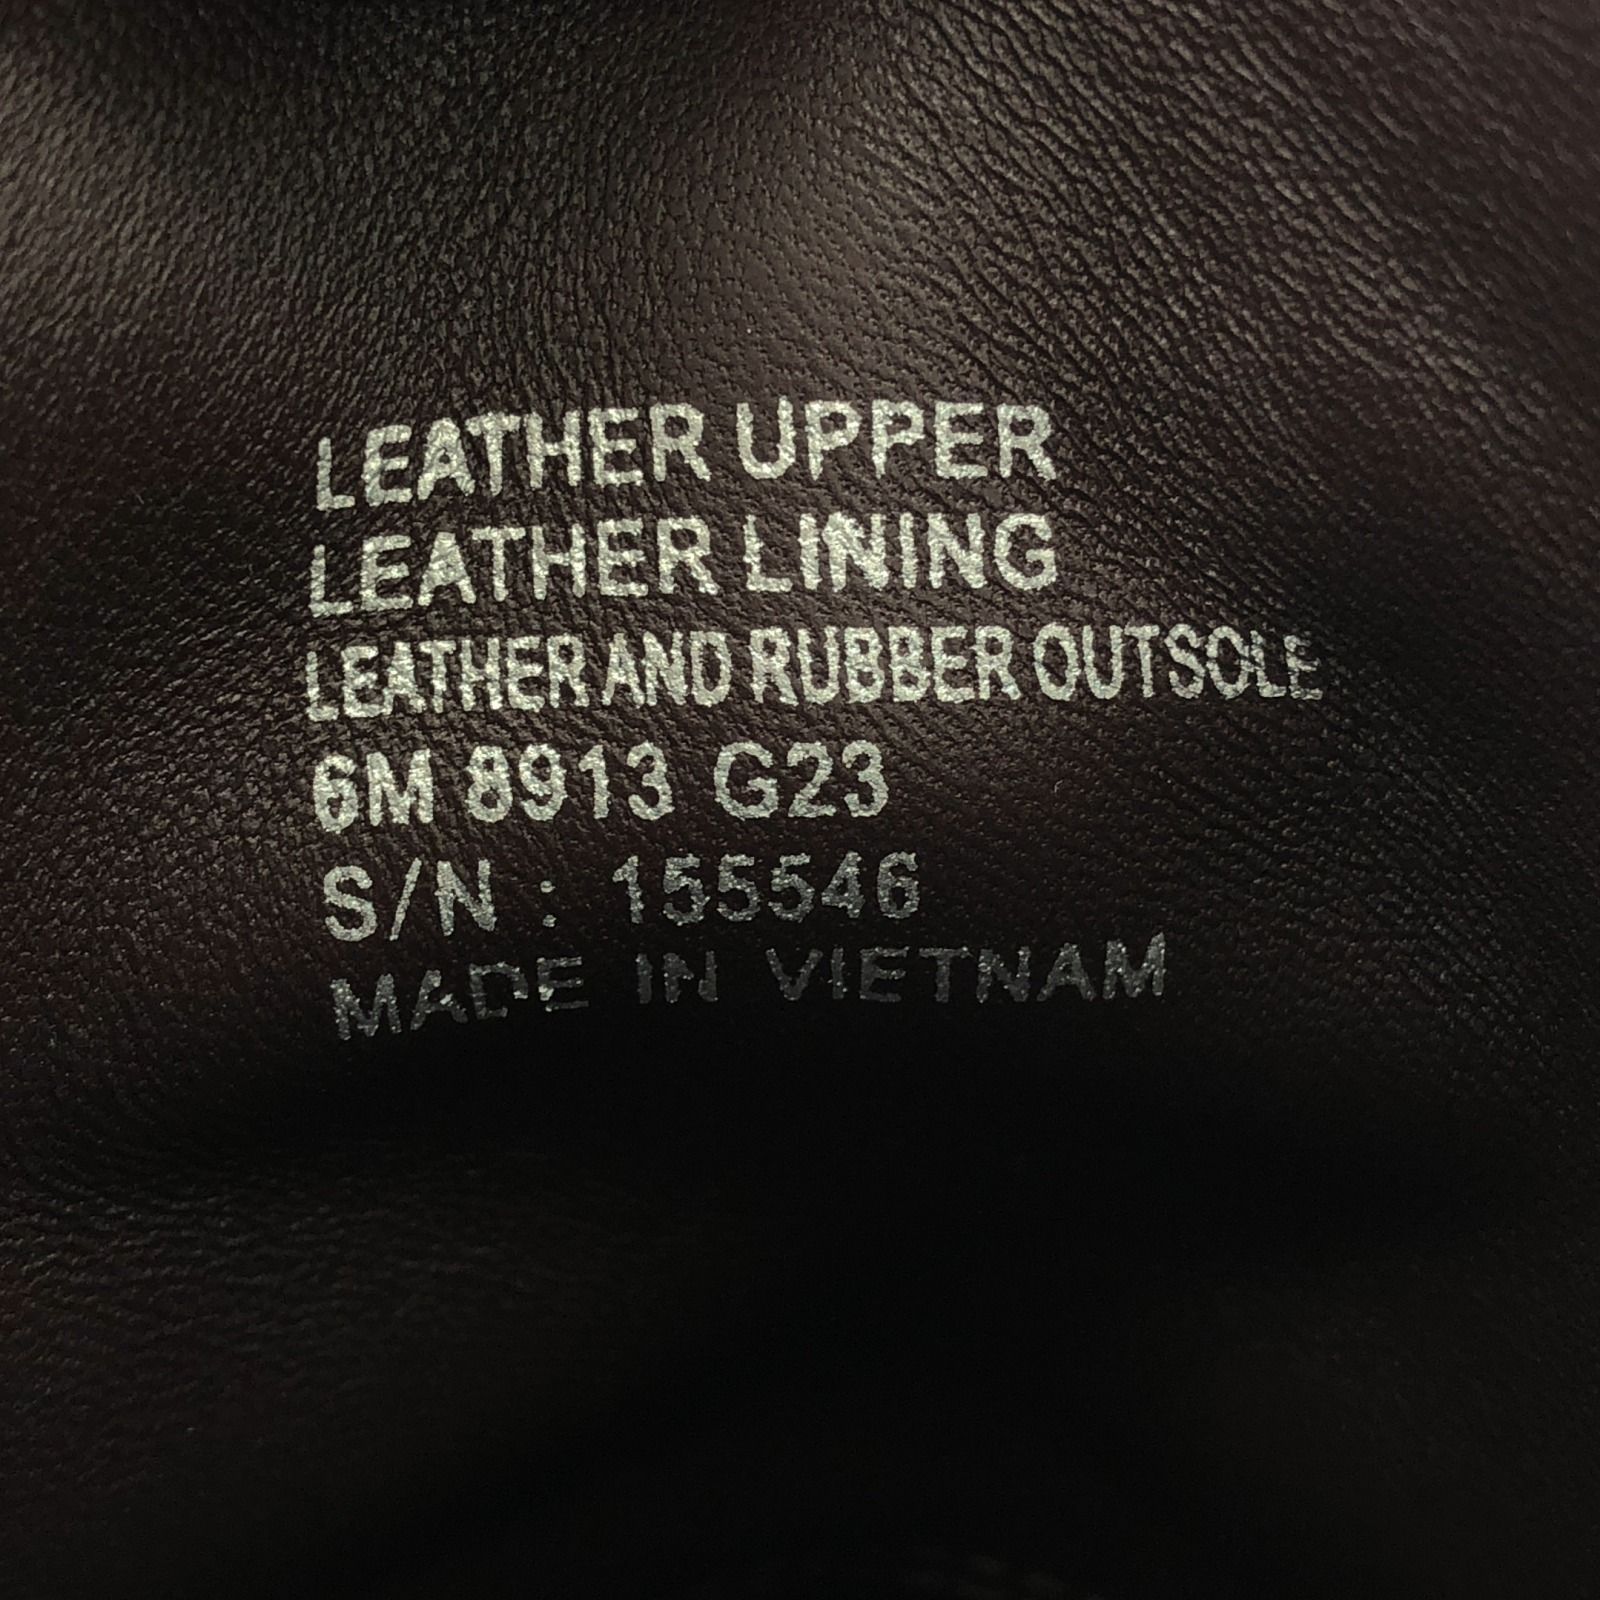 LEATHER UPPER
LEATHER LINING
LEATHER AND RUBBER OUTSOLE
6M 8913 G23
S/N : 155546
MADE IN VIETNAM